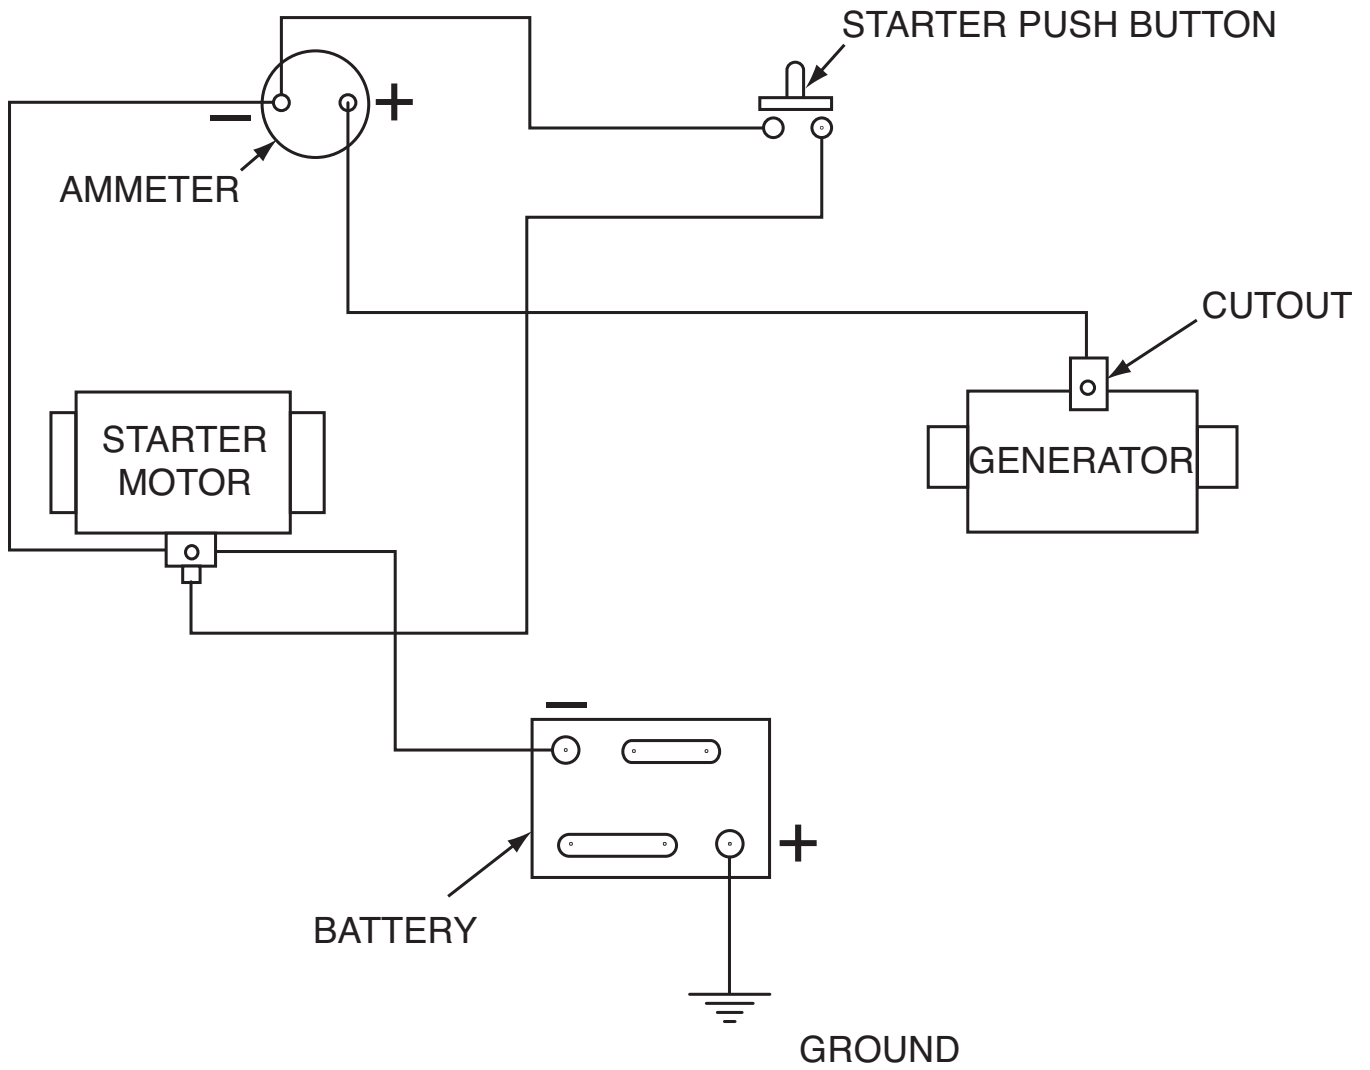 STARTER PUSH BUTTON
+
−
AMMETER
CUTOUT
STARTER
MOTOR
GENERATOR
−
+
BATTERY
GROUND